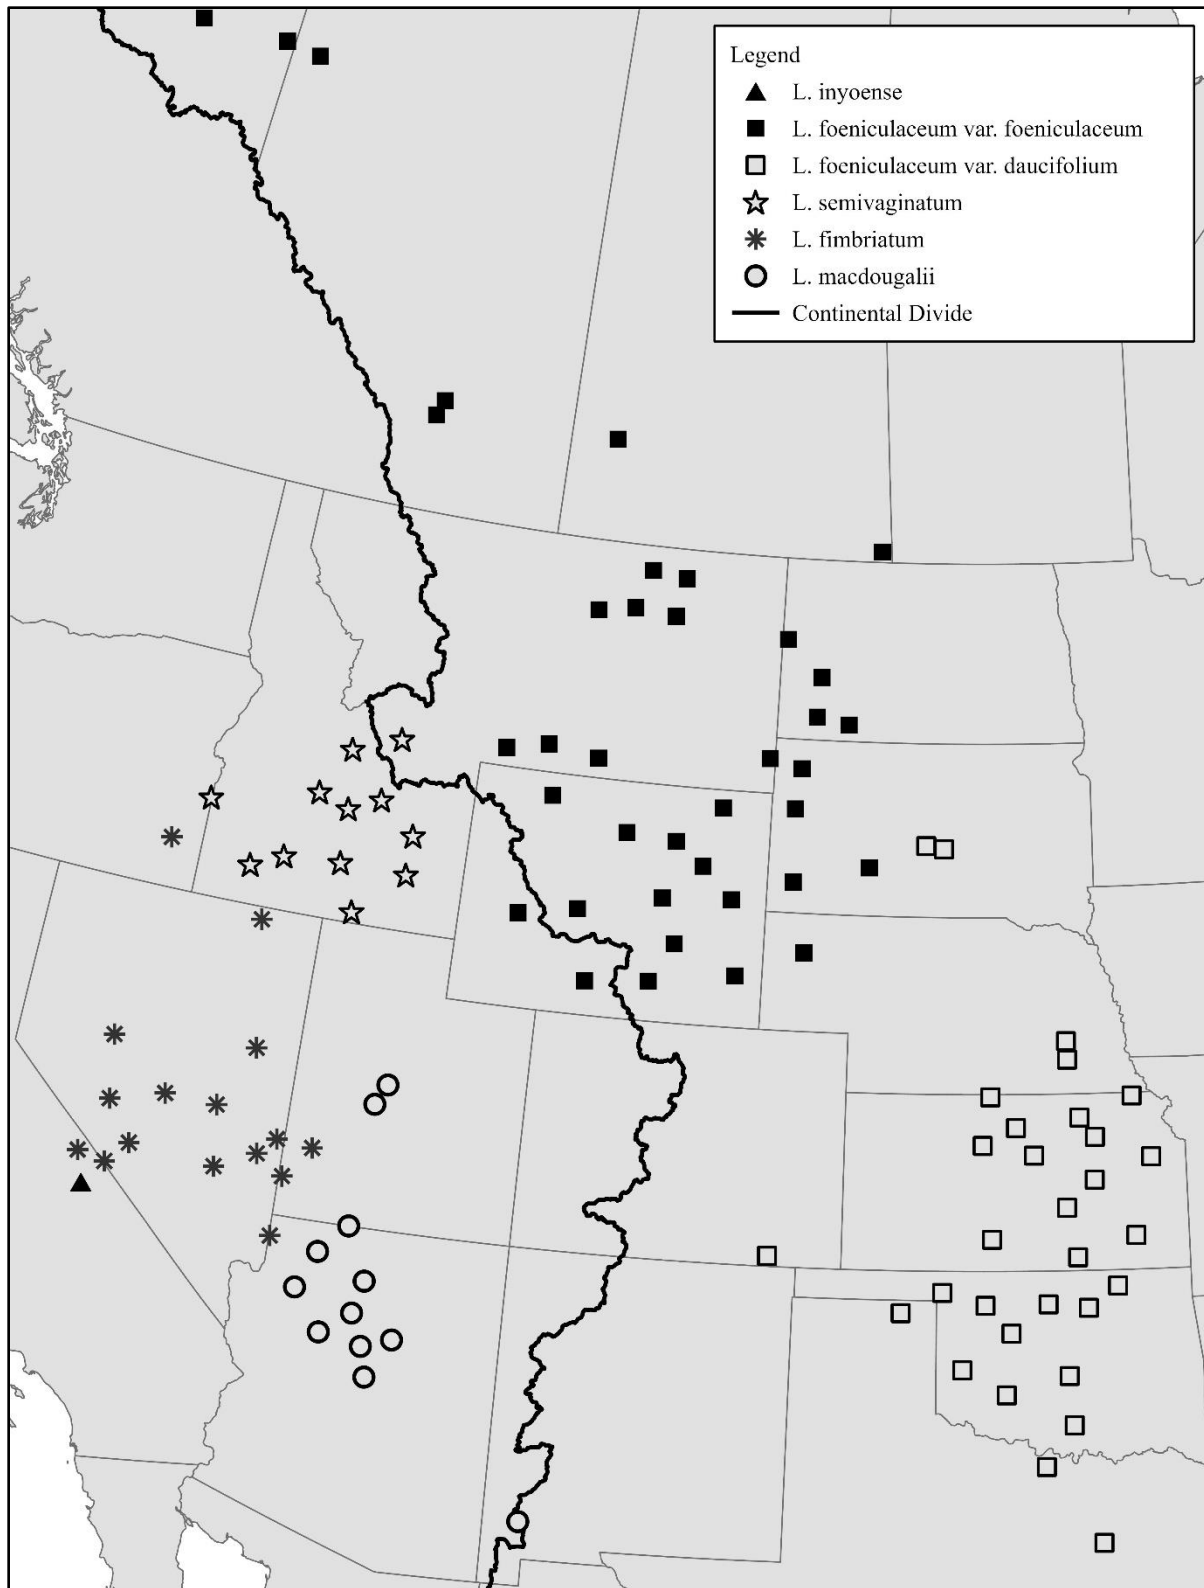 Legend
L. inyoense
L. foeniculaceum var. foeniculaceum
L. foeniculaceum var. daucifolium
L. semivaginatum
L. fimbriatum
L. macdougalii
Continental Divide